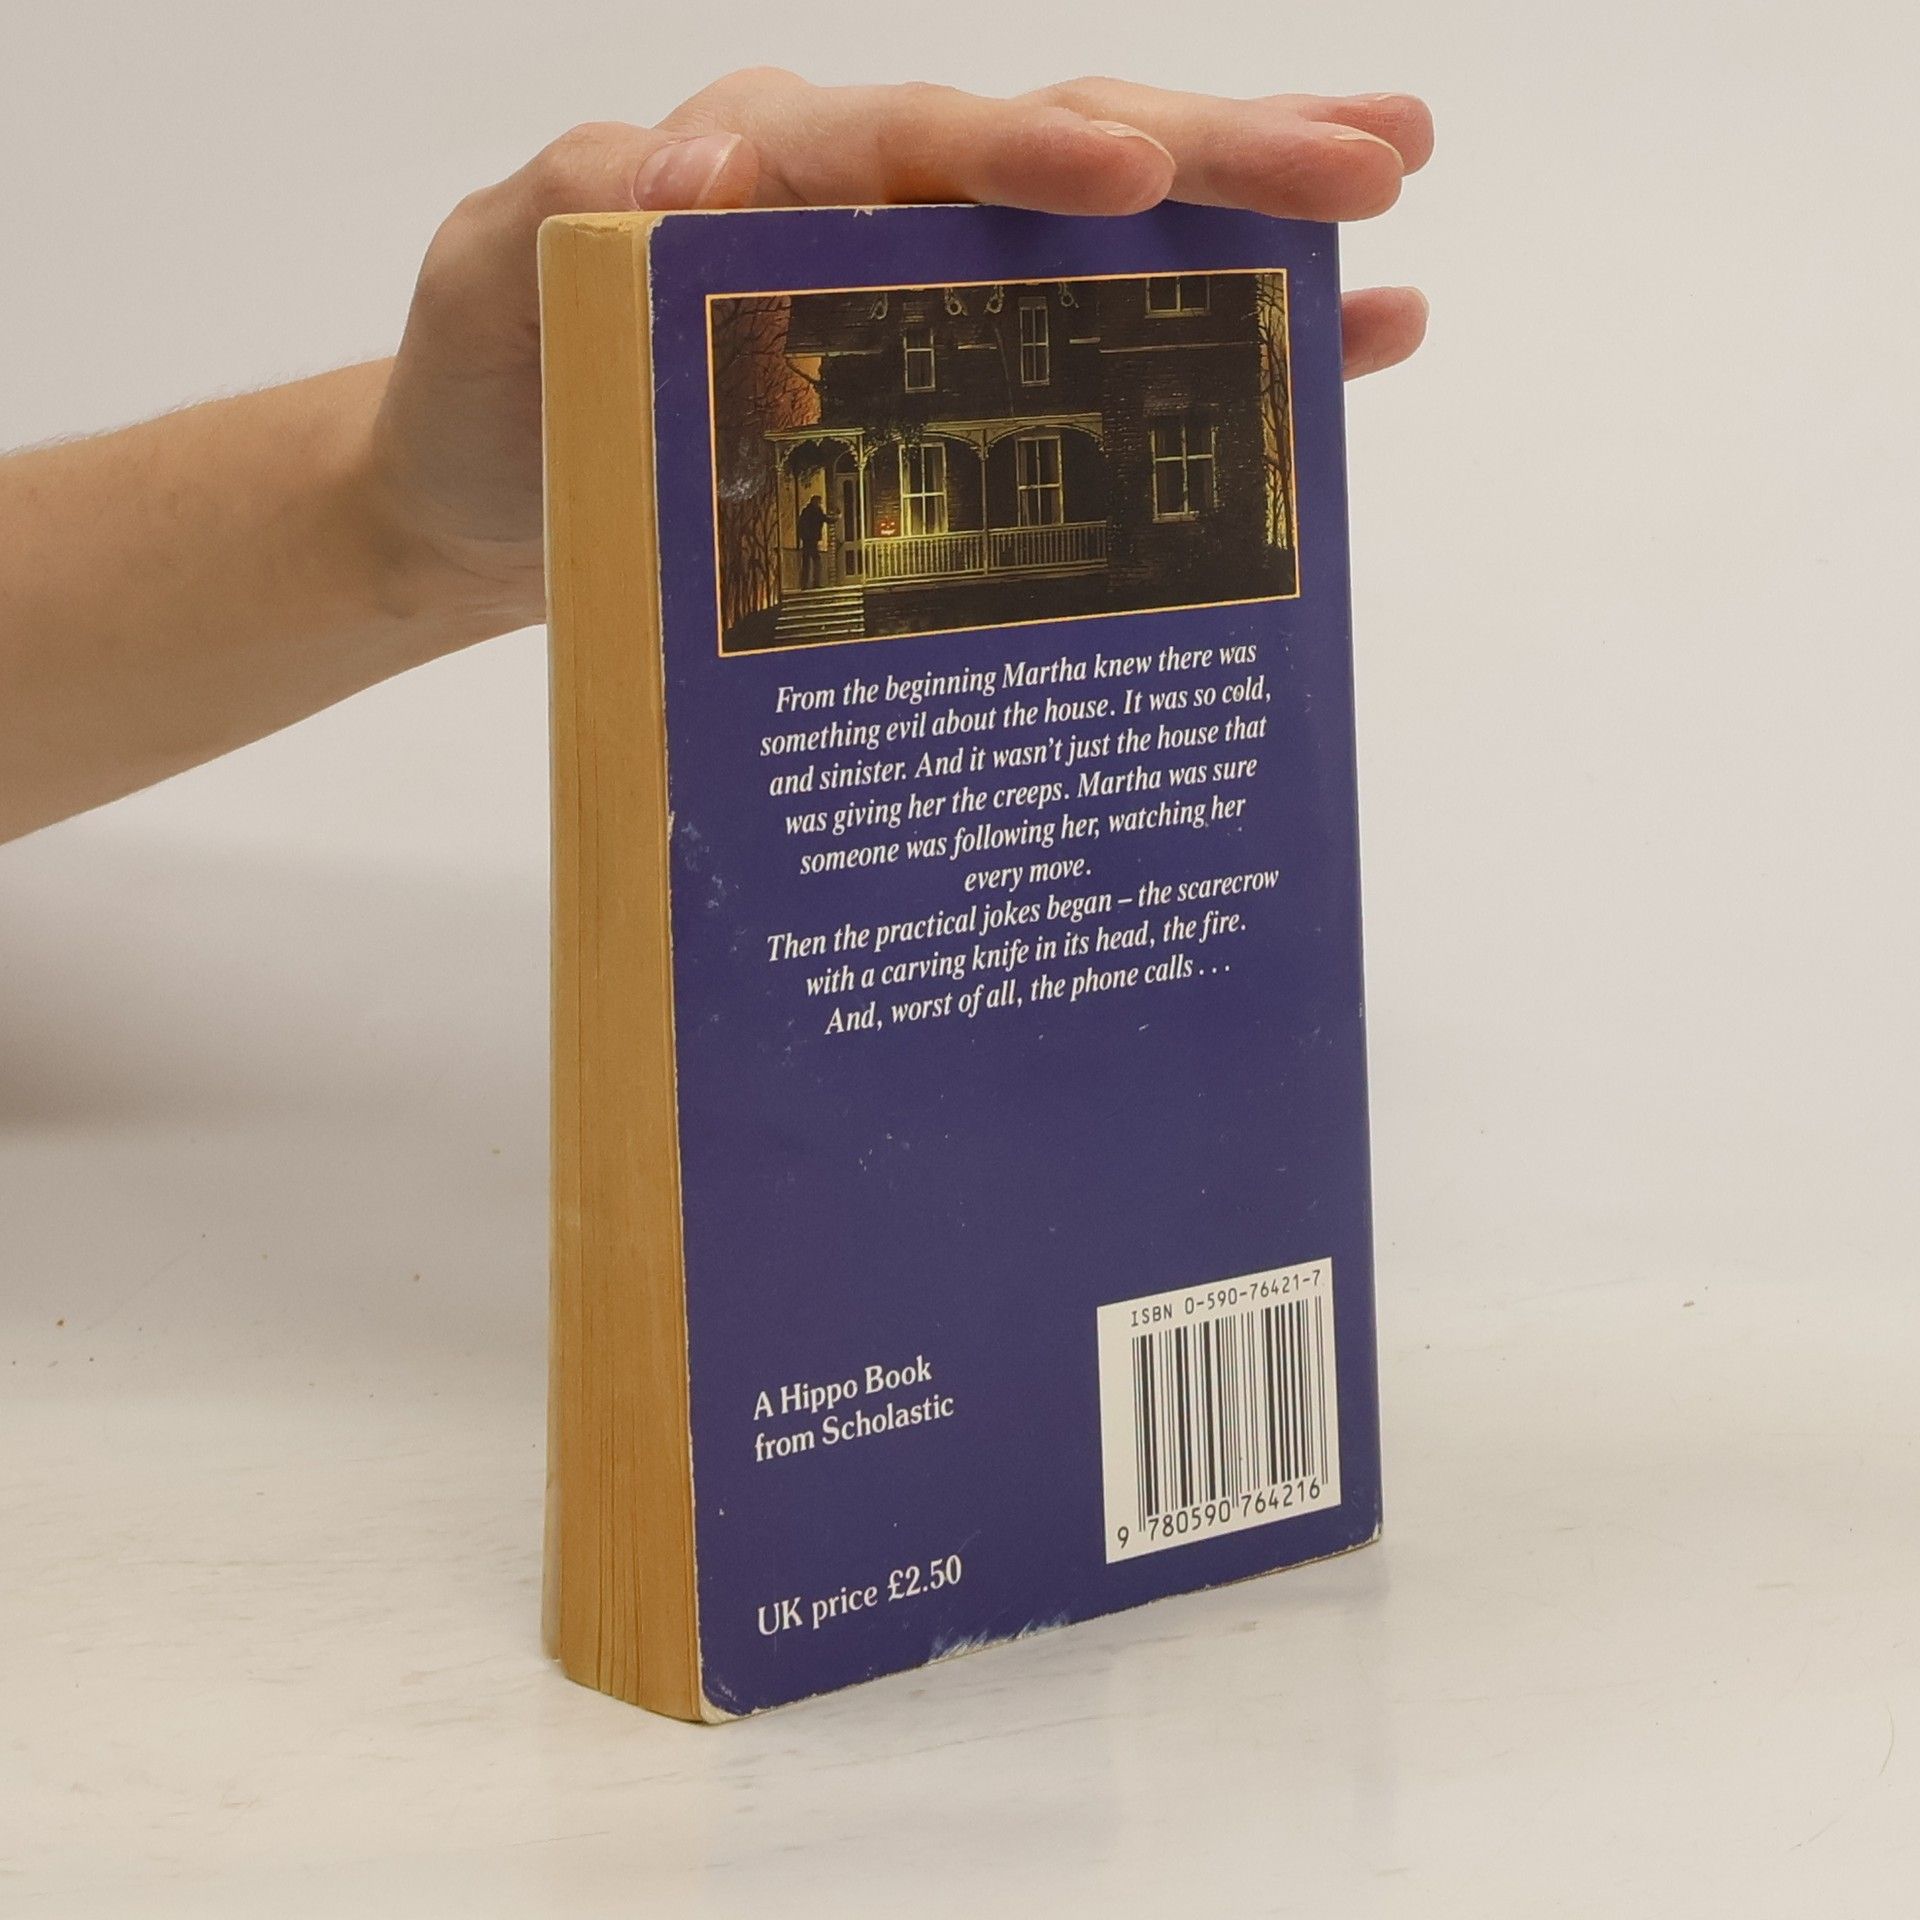 From the beginning Martha knew there was
something evil about the house. It was so cold,
and sinister. And it wasn't just the house that
was giving her the creeps. Martha was sure
someone was following her, watching her
every move.
Then the practical jokes began – the scarecrow
with a carving knife in its head, the fire.
And, worst of all, the phone calls . . .
ISBN 0-590-76421-7
9 780590 764216
A Hippo Book
from Scholastic
UK price £2.50